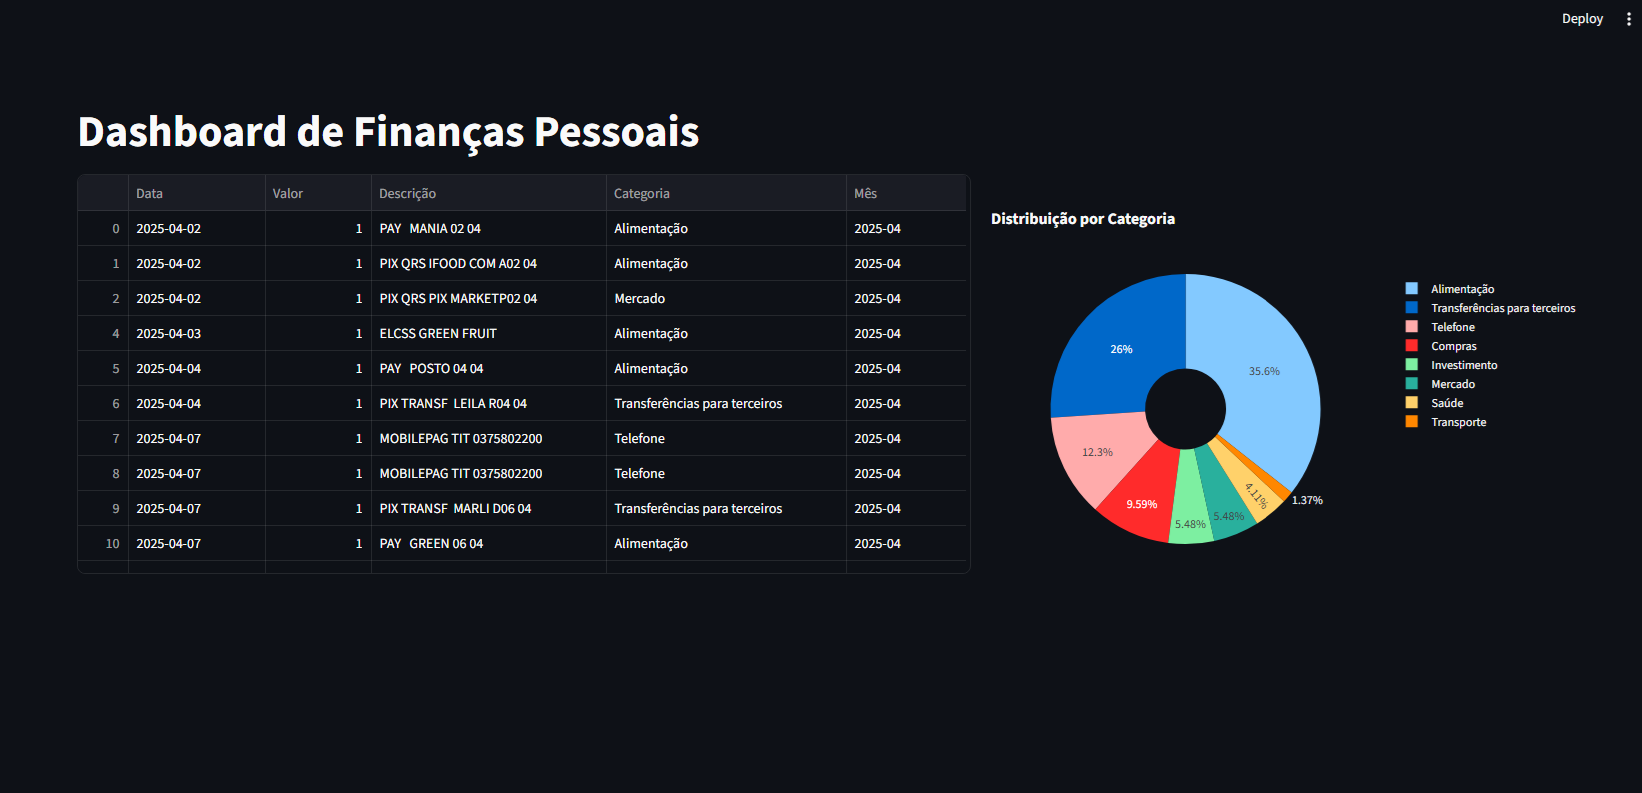 Deploy
Dashboard de Finanças Pessoais
Data Valor Descrição Categoria Mês
0 2025-04-02 1 PAY   MANIA 02 04 Alimentação 2025-04
1 2025-04-02 1 PIX QRS IFOOD COM A02 04 Alimentação 2025-04
2 2025-04-02 1 PIX QRS PIX MARKETP02 04 Mercado 2025-04
4 2025-04-03 1 ELCSS GREEN FRUIT Alimentação 2025-04
5 2025-04-04 1 PAY   POSTO 04 04 Alimentação 2025-04
6 2025-04-04 1 PIX TRANSF  LEILA R04 04 Transferências para terceiros 2025-04
7 2025-04-07 1 MOBILEPAG TIT 0375802200 Telefone 2025-04
8 2025-04-07 1 MOBILEPAG TIT 0375802200 Telefone 2025-04
9 2025-04-07 1 PIX TRANSF  MARLI D06 04 Transferências para terceiros 2025-04
10 2025-04-07 1 PAY   GREEN 06 04 Alimentação 2025-04
Distribuição por Categoria
26%
35.6%
12.3%
9.59%
5.48%
5.48%
4.11%
1.37%
Alimentação
Transferências para terceiros
Telefone
Compras
Investimento
Mercado
Saúde
Transporte